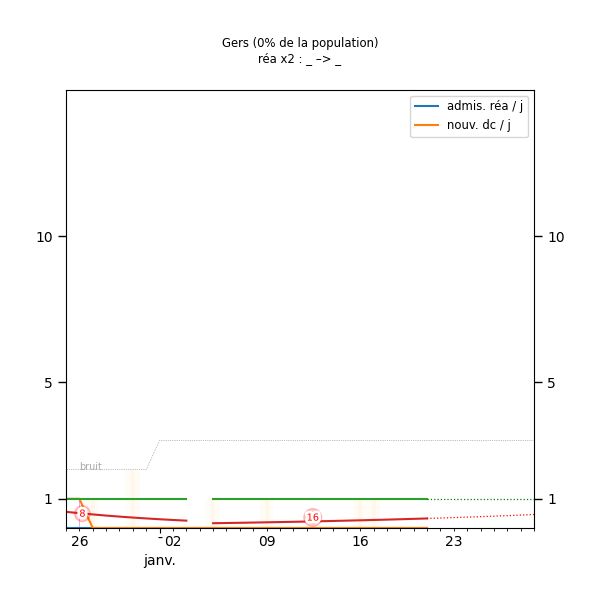 Gers (0% de la population)
réa x2 : _ –> _
admis. réa / j
nouv. dc / j
10 10
5 5
bruit
1 1
8 16
26 02 09 16 23
janv.